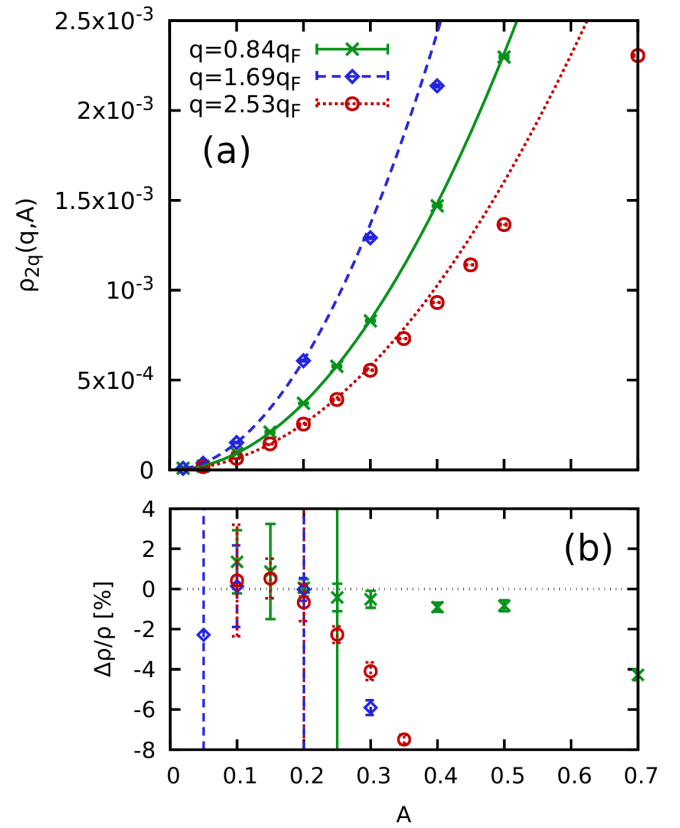 2.5x10-3
2x10-3
1.5x10-3
10-3
5x10-4
0
ρ2q(q,A)
q=0.84qF
q=1.69qF
q=2.53qF
(a)
4
2
0
-2
-4
-6
-8
Δρ/ρ [%]
(b)
0 0.1 0.2 0.3 0.4 0.5 0.6 0.7
A